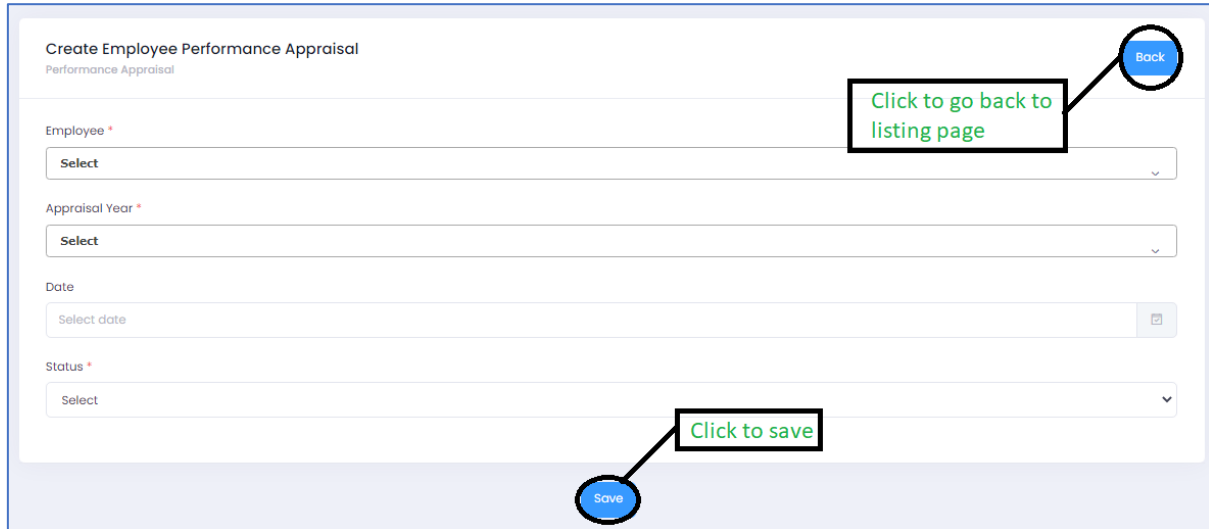 Create Employee Performance Appraisal
Performance Appraisal
Back
Click to go back to
listing page
Employee *
Select
Appraisal Year *
Select
Date
Select date
Status *
Select
Click to save
Save